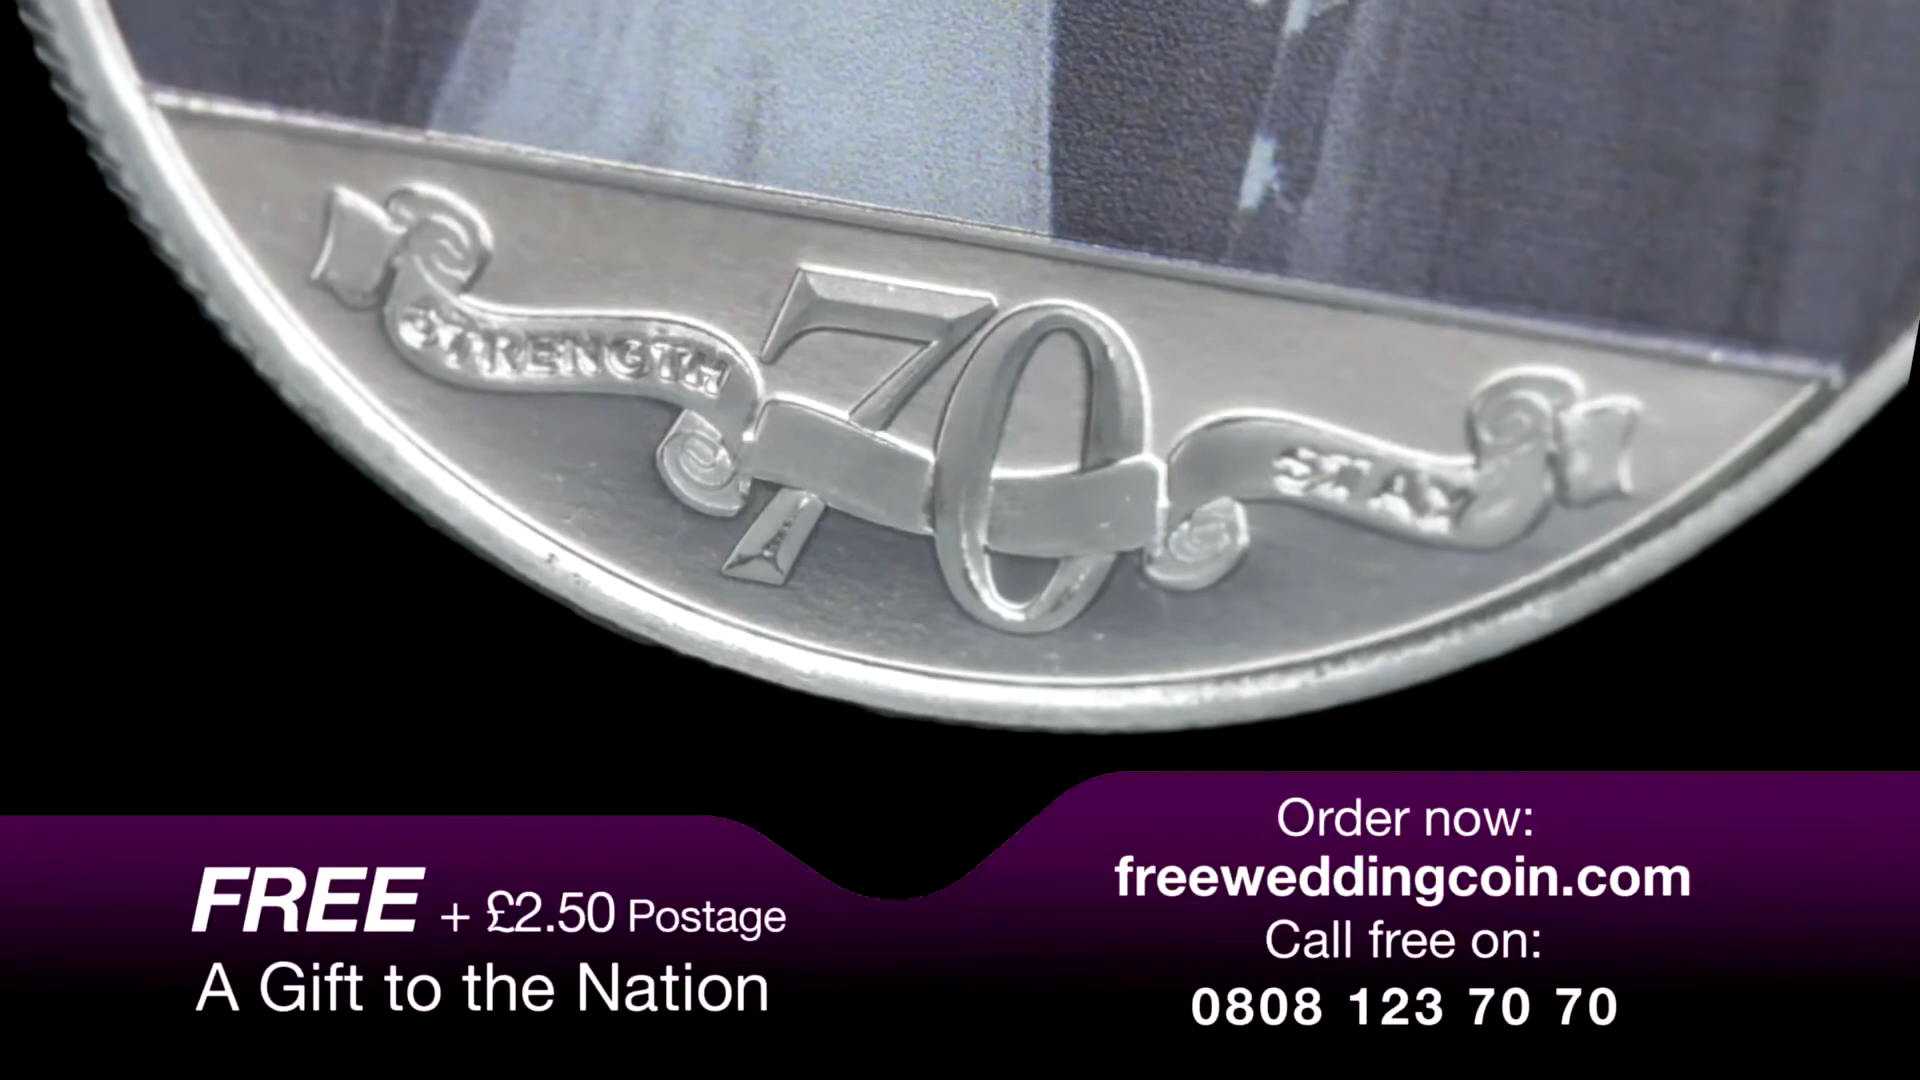 STRENGTH
70
STAY
FREE + £2.50 Postage
A Gift to the Nation
Order now:
freeweddingcoin.com
Call free on:
0808 123 70 70